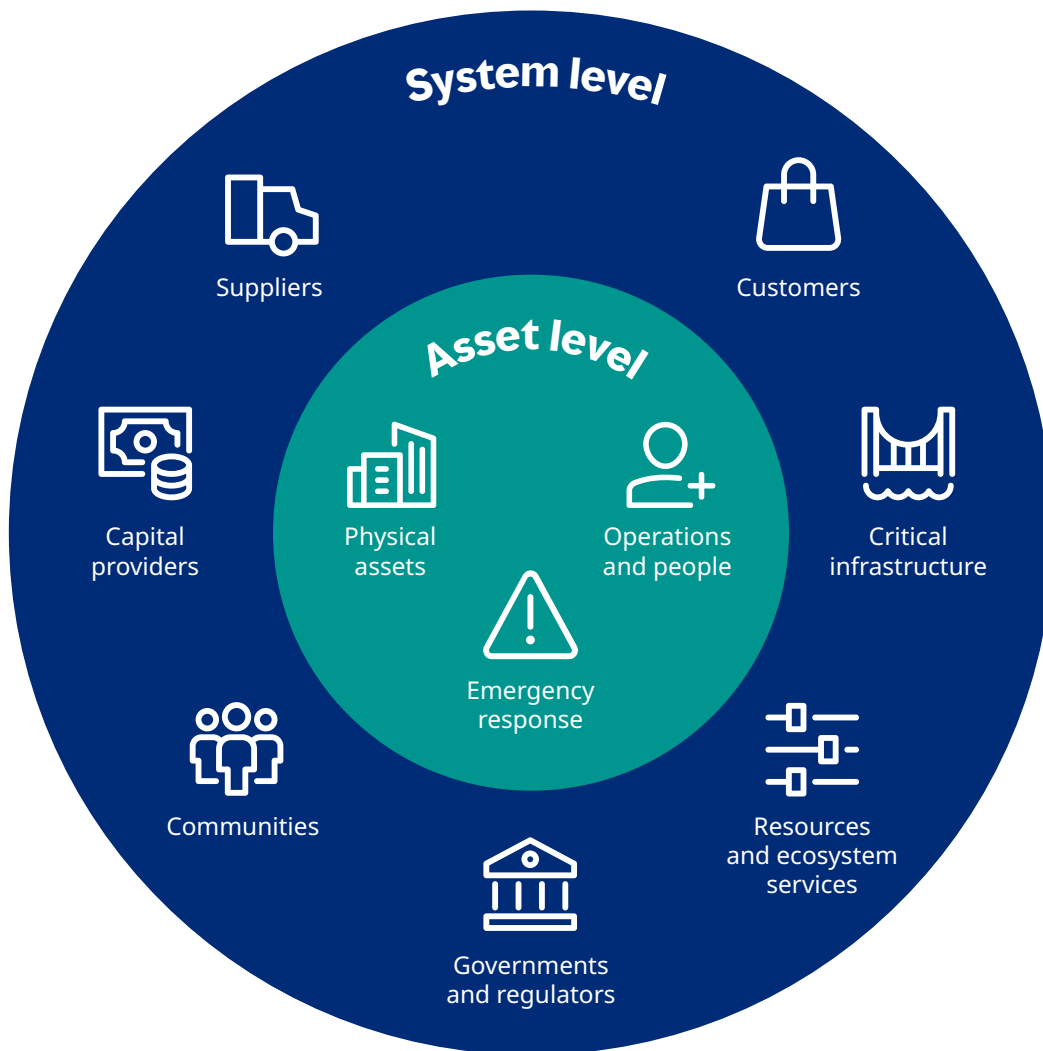 System level
Suppliers
Customers
Asset level
Capital
providers
Physical
assets
Operations
and people
Critical
infrastructure
Emergency
response
Communities
Resources
and ecosystem
services
Governments
and regulators